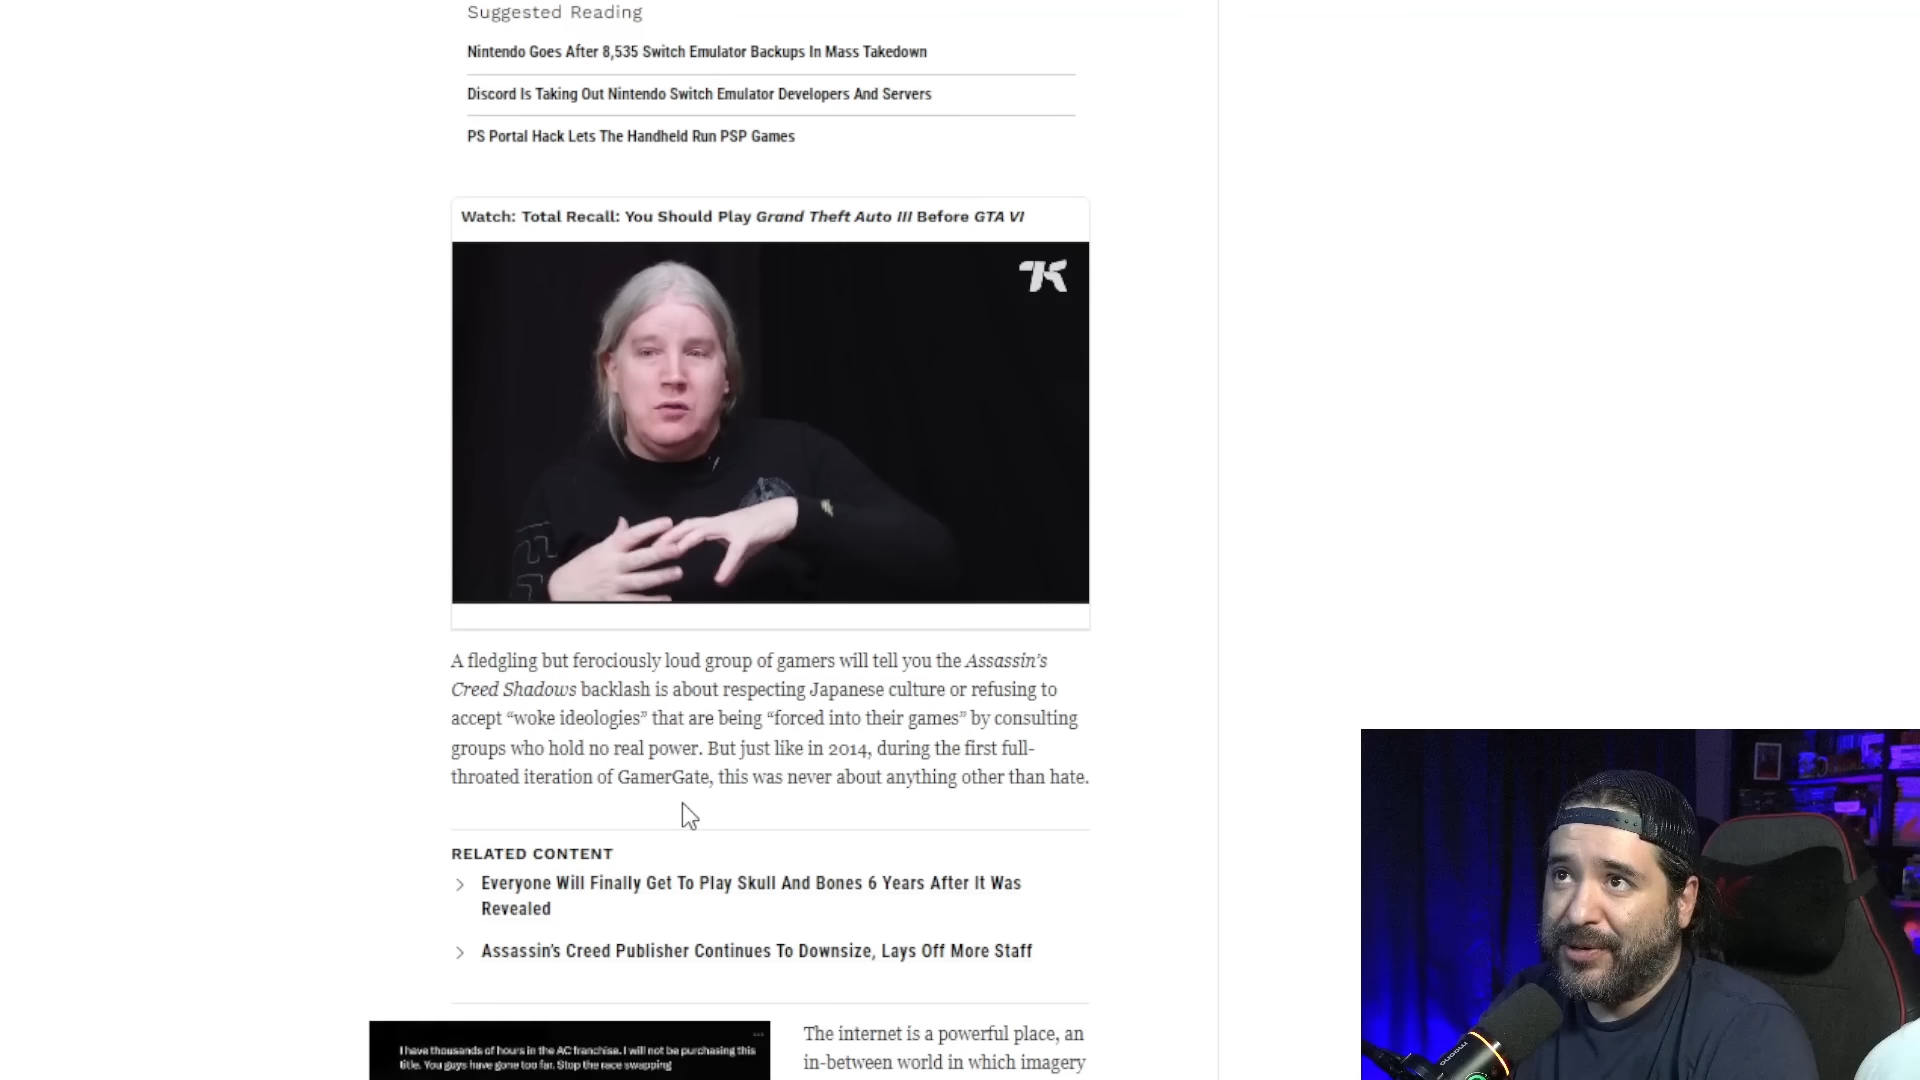 Suggested Reading
Nintendo Goes After 8,535 Switch Emulator Backups In Mass Takedown
Discord Is Taking Out Nintendo Switch Emulator Developers And Servers
PS Portal Hack Lets The Handheld Run PSP Games
Watch: Total Recall: You Should Play Grand Theft Auto III Before GTA VI
K
A fledgling but ferociously loud group of gamers will tell you the Assassin's
Creed Shadows backlash is about respecting Japanese culture or refusing to
accept “woke ideologies” that are being “forced into their games” by consulting
groups who hold no real power. But just like in 2014, during the first full-
throated iteration of GamerGate, this was never about anything other than hate.
RELATED CONTENT
Everyone Will Finally Get To Play Skull And Bones 6 Years After It Was
Revealed
Assassin's Creed Publisher Continues To Downsize, Lays Off More Staff
I have thousands of hours in the AC franchise. I will not be purchasing this
title. You guys have gone too far. Stop the race swapping
The internet is a powerful place, an
in-between world in which imagery